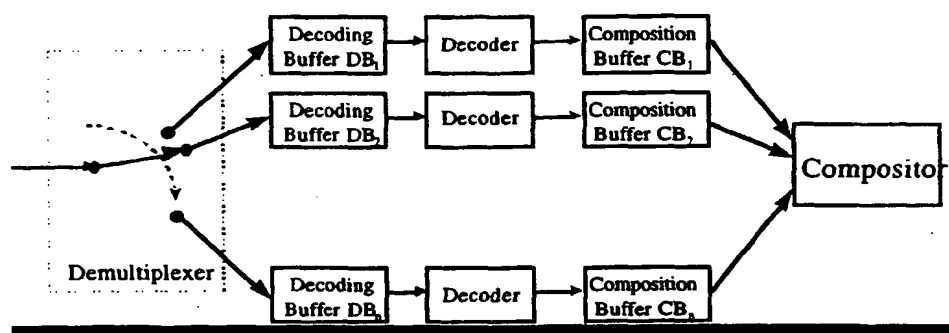 Decoding
Buffer DB1
Decoder
Composition
Buffer CB1
Decoding
Buffer DB2
Decoder
Composition
Buffer CB2
Compositor
Demultiplexer
Decoding
Buffer DBn
Decoder
Composition
Buffer CBn